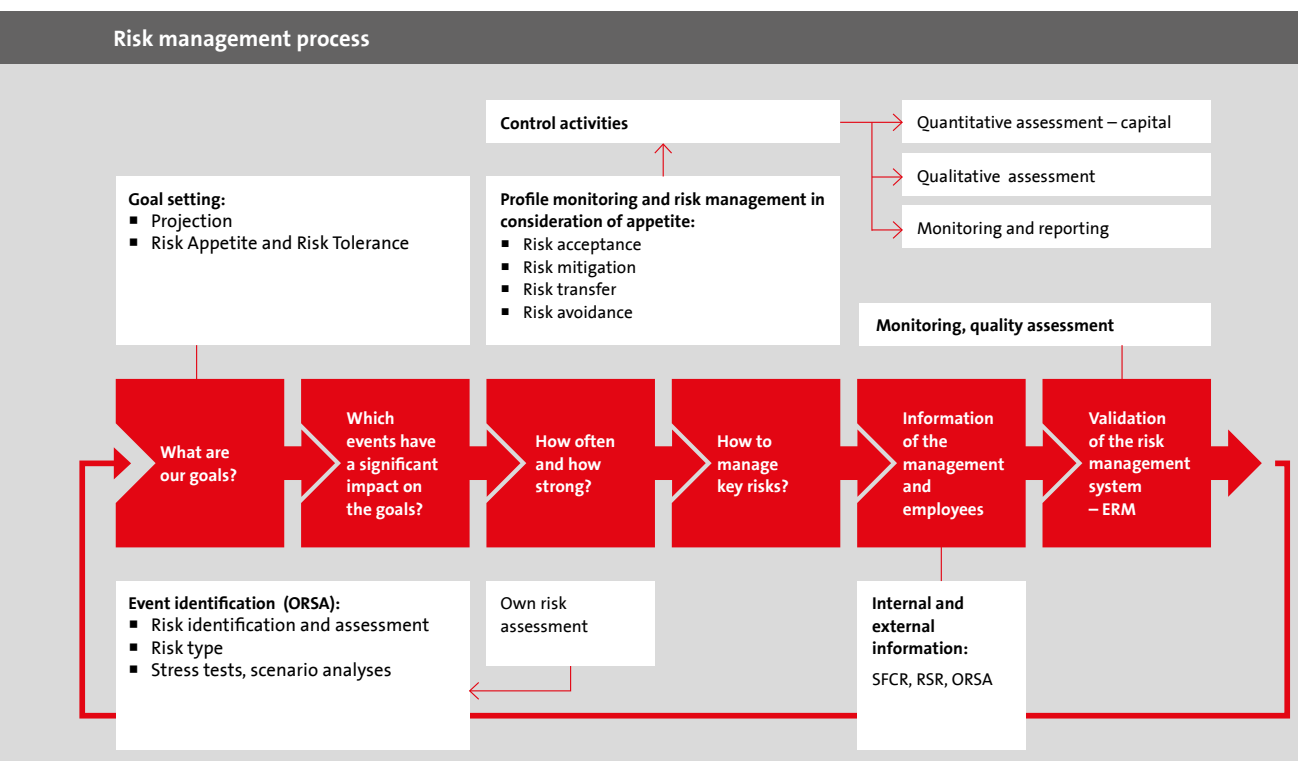 Risk management process
Control activities
Quantitative assessment – capital
Qualitative assessment
Monitoring and reporting
Goal setting:
▪ Projection
▪ Risk Appetite and Risk Tolerance
Profile monitoring and risk management in
consideration of appetite:
▪ Risk acceptance
▪ Risk mitigation
▪ Risk transfer
▪ Risk avoidance
Monitoring, quality assessment
What are
our goals?
Which
events have
a significant
impact on
the goals?
How often
and how
strong?
How to
manage
key risks?
Information
of the
management
and
employees
Validation
of the risk
management
system
– ERM
Event identification (ORSA):
▪ Risk identification and assessment
▪ Risk type
▪ Stress tests, scenario analyses
Own risk
assessment
Internal and
external
information:
SFCR, RSR, ORSA